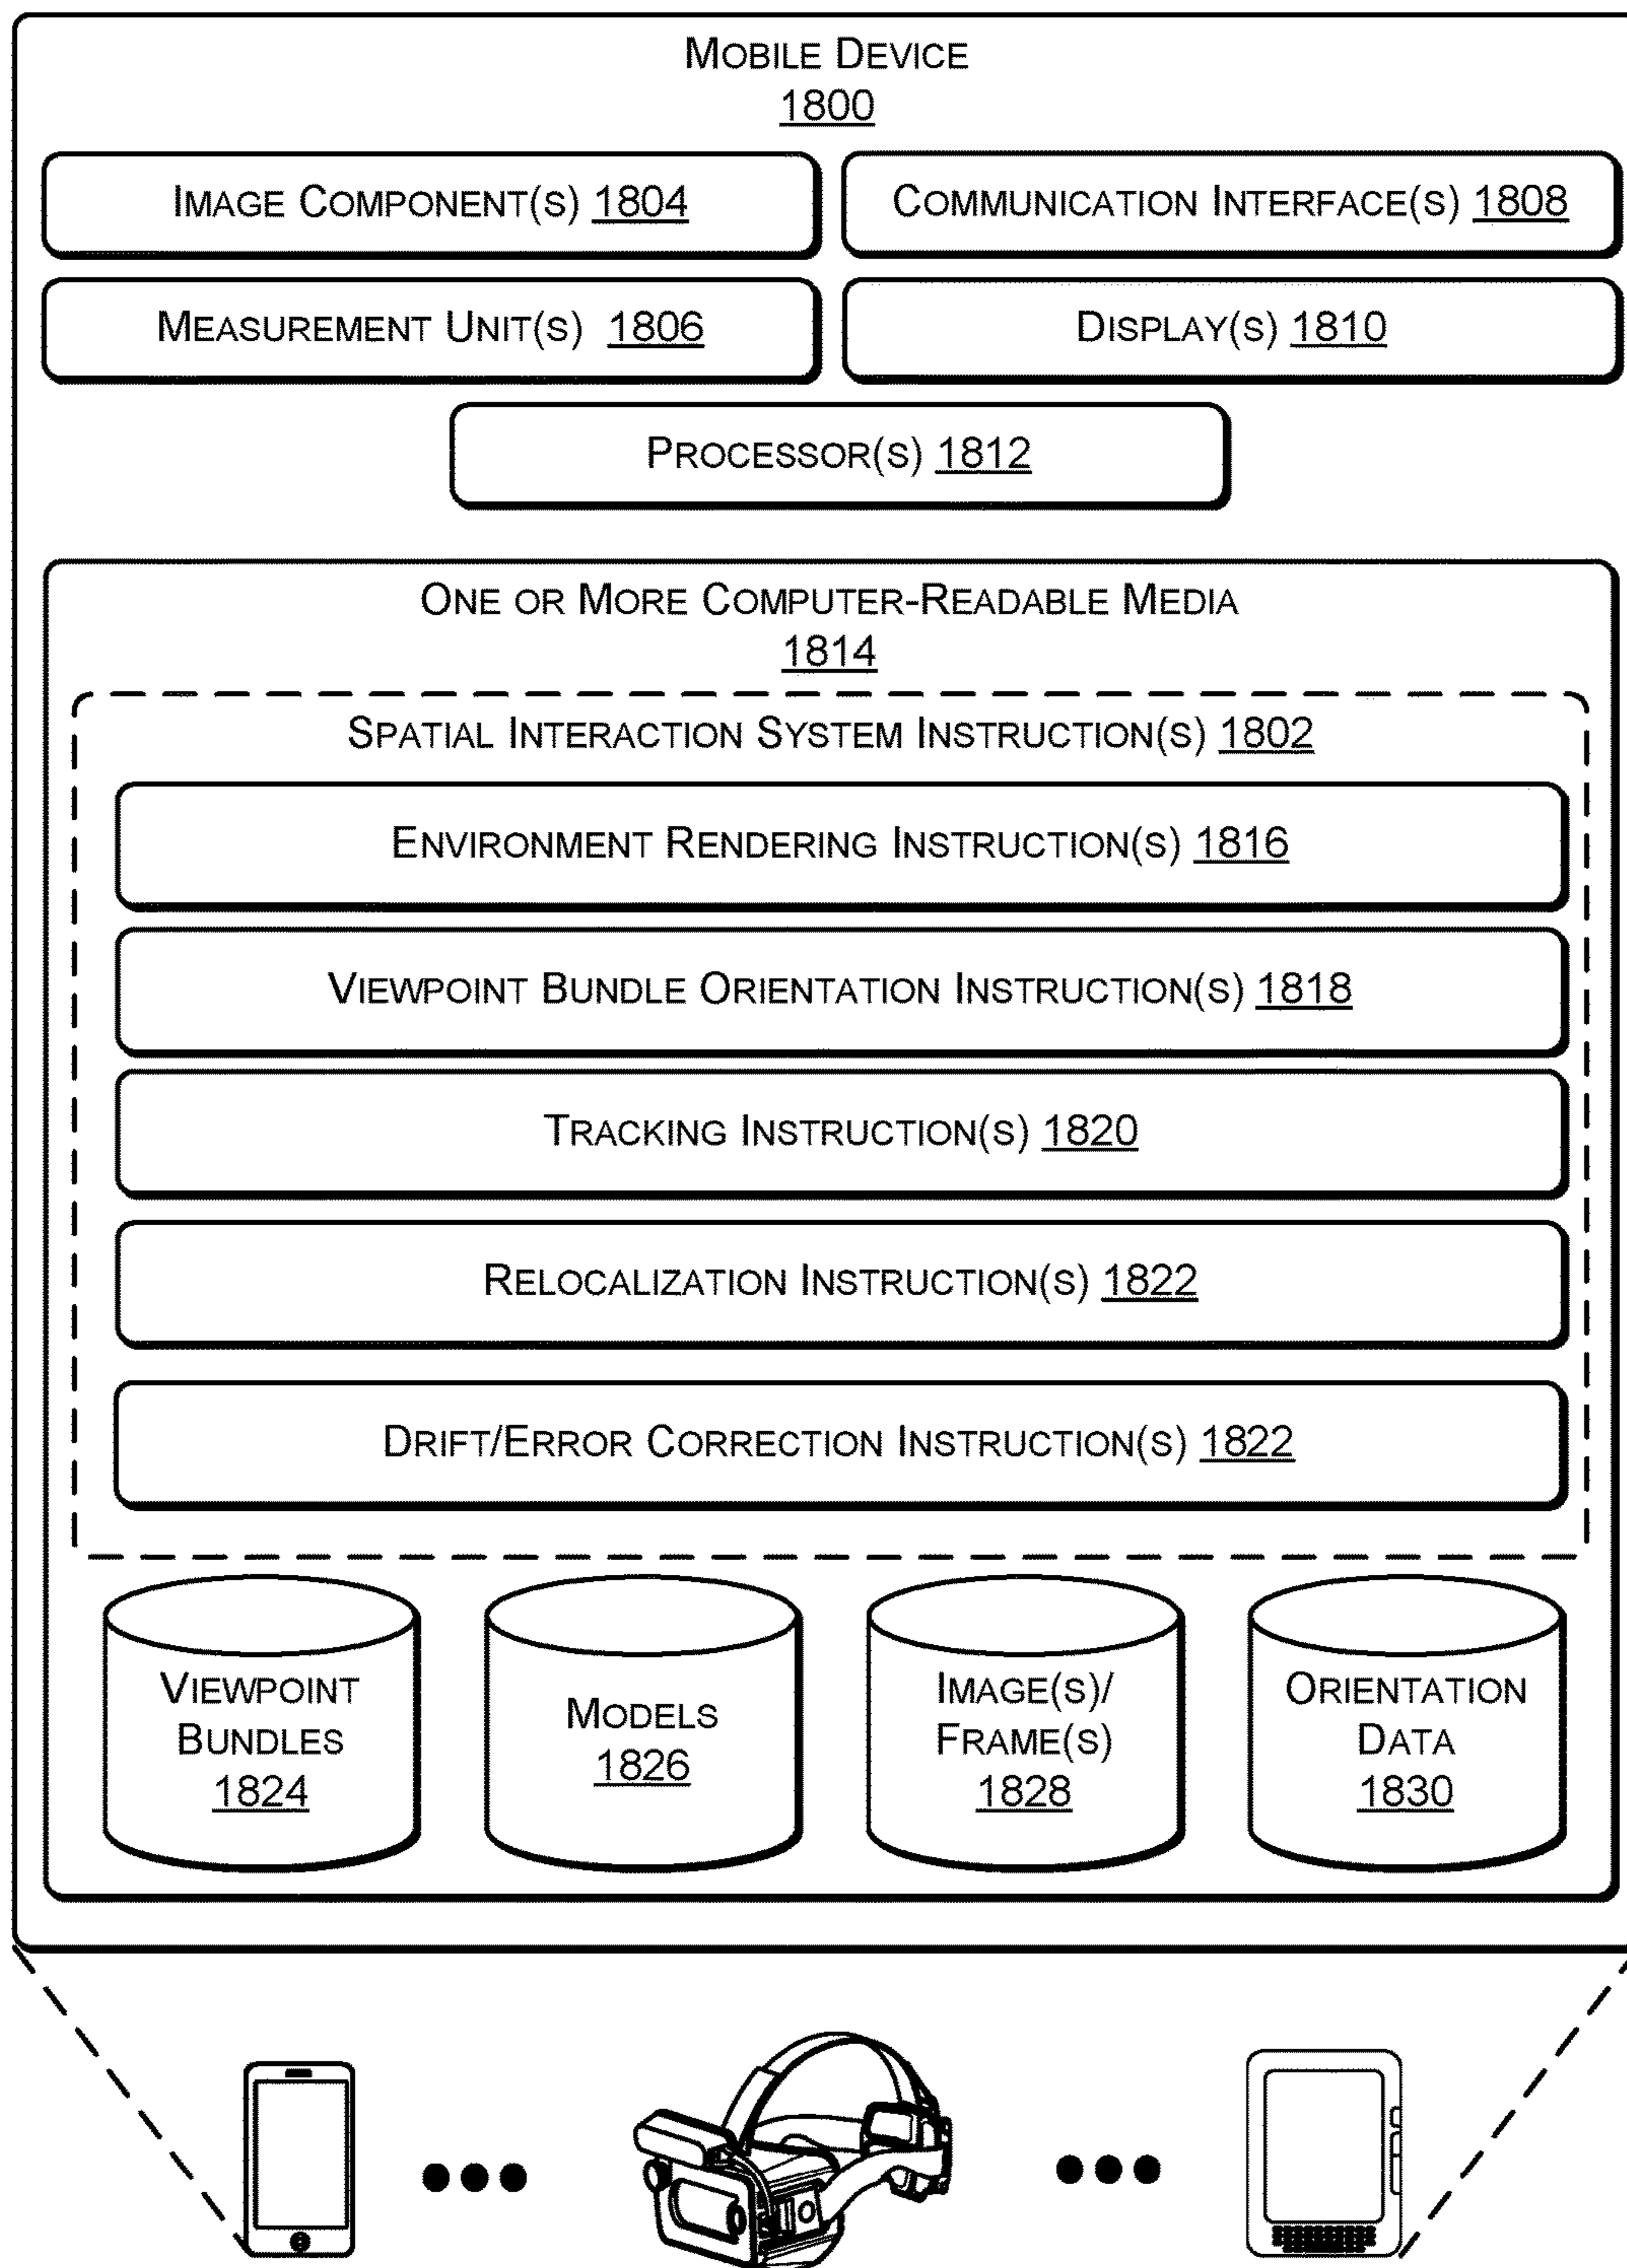 MOBILE DEVICE
1800
IMAGE COMPONENT(S) 1804
COMMUNICATION INTERFACE(S) 1808
MEASUREMENT UNIT(S) 1806
DISPLAY(S) 1810
PROCESSOR(S) 1812
ONE OR MORE COMPUTER-READABLE MEDIA
1814
SPATIAL INTERACTION SYSTEM INSTRUCTION(S) 1802
ENVIRONMENT RENDERING INSTRUCTION(S) 1816
VIEWPOINT BUNDLE ORIENTATION INSTRUCTION(S) 1818
TRACKING INSTRUCTION(S) 1820
RELOCALIZATION INSTRUCTION(S) 1822
DRIFT/ERROR CORRECTION INSTRUCTION(S) 1822
VIEWPOINT
BUNDLES
1824
MODELS
1826
IMAGE(S)/
FRAME(S)
1828
ORIENTATION
DATA
1830